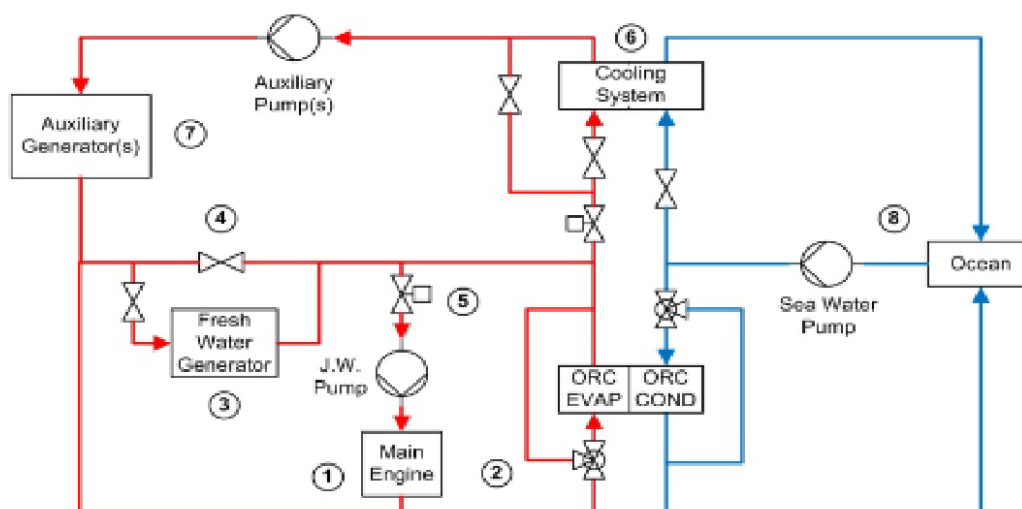 6
Cooling
System
Auxiliary
Pump(s)
Auxiliary
Generator(s)
7
4
8
Ocean
Sea Water
Pump
5
Fresh
Water
Generator
3
J.W.
Pump
ORC
EVAP
ORC
COND
Main
Engine
1
2